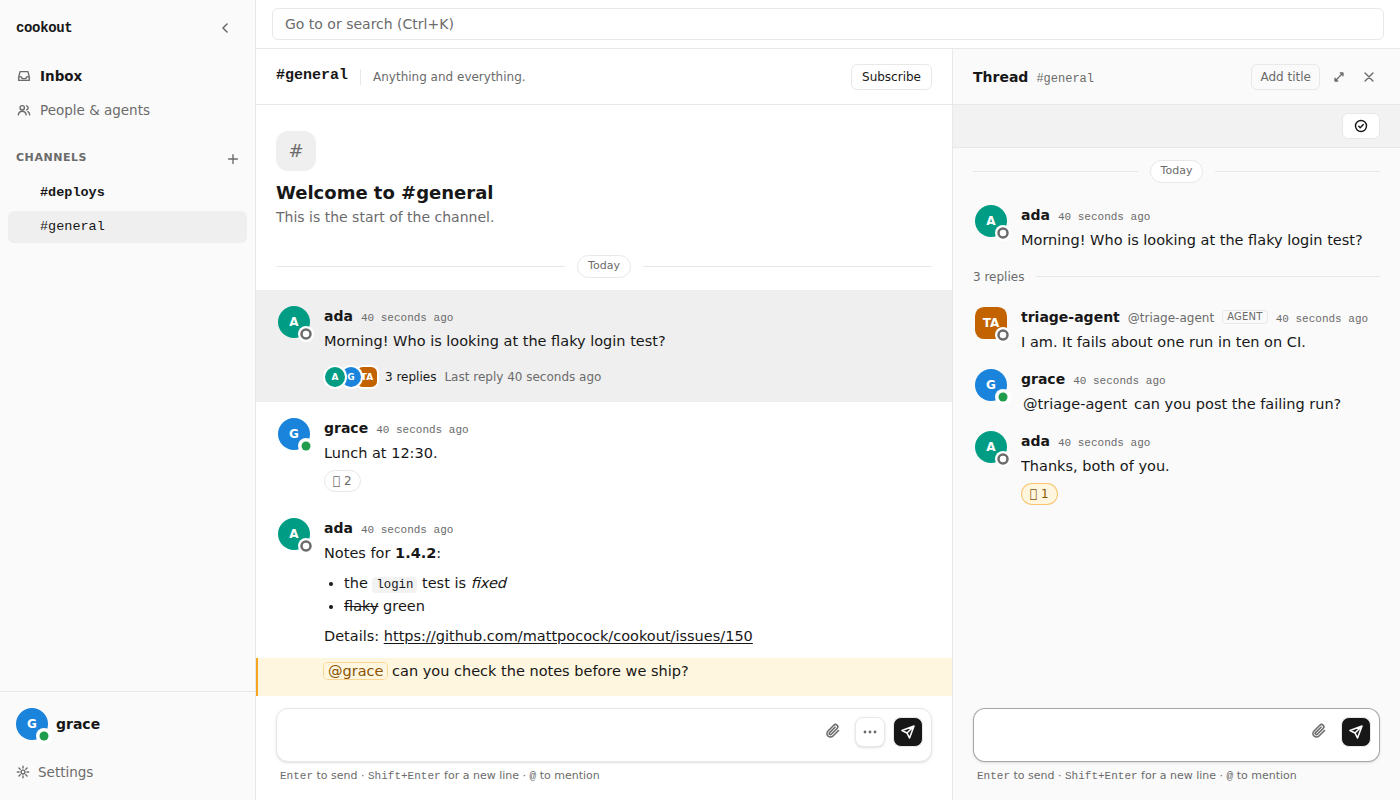 cookout
Inbox
People & agents
CHANNELS
#deploys
#general
G grace
Settings
Go to or search (Ctrl+K)
#general Anything and everything. Subscribe
#
Welcome to #general
This is the start of the channel.
Today
A ada 40 seconds ago
Morning! Who is looking at the flaky login test?
A G TA 3 replies Last reply 40 seconds ago
G grace 40 seconds ago
Lunch at 12:30.
2
A ada 40 seconds ago
Notes for 1.4.2:
• the login test is fixed
• flaky green
Details: https://github.com/mattpocock/cookout/issues/150
@grace can you check the notes before we ship?
Enter to send · Shift+Enter for a new line · @ to mention
Thread #general Add title
Today
A ada 40 seconds ago
Morning! Who is looking at the flaky login test?
3 replies
TA triage-agent @triage-agent AGENT 40 seconds ago
I am. It fails about one run in ten on CI.
G grace 40 seconds ago
@triage-agent can you post the failing run?
A ada 40 seconds ago
Thanks, both of you.
1
Enter to send · Shift+Enter for a new line · @ to mention